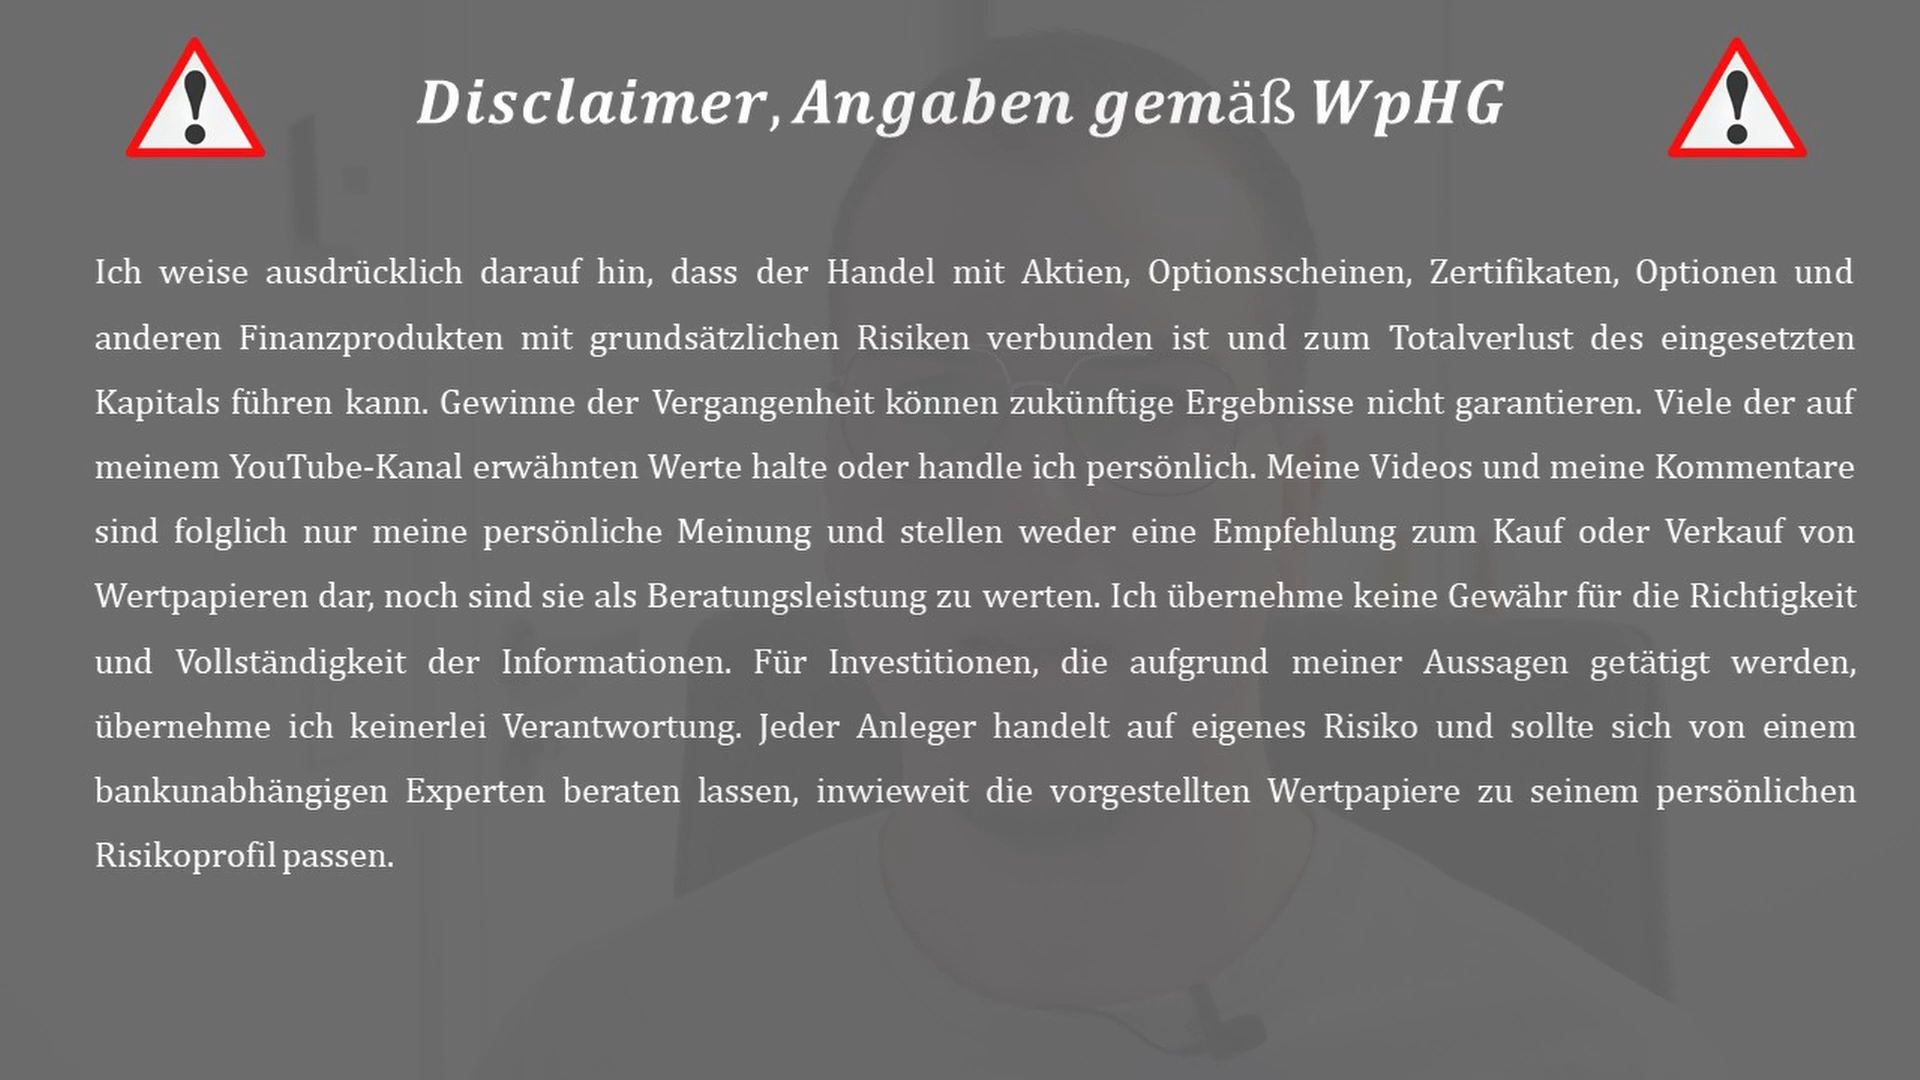 Disclaimer, Angaben gemäß WpHG
Ich weise ausdrücklich darauf hin, dass der Handel mit Aktien, Optionsscheinen, Zertifikaten, Optionen und
anderen Finanzprodukten mit grundsätzlichen Risiken verbunden ist und zum Totalverlust des eingesetzten
Kapitals führen kann. Gewinne der Vergangenheit können zukünftige Ergebnisse nicht garantieren. Viele der auf
meinem YouTube-Kanal erwähnten Werte halte oder handle ich persönlich. Meine Videos und meine Kommentare
sind folglich nur meine persönliche Meinung und stellen weder eine Empfehlung zum Kauf oder Verkauf von
Wertpapieren dar, noch sind sie als Beratungsleistung zu werten. Ich übernehme keine Gewähr für die Richtigkeit
und Vollständigkeit der Informationen. Für Investitionen, die aufgrund meiner Aussagen getätigt werden,
übernehme ich keinerlei Verantwortung. Jeder Anleger handelt auf eigenes Risiko und sollte sich von einem
bankunabhängigen Experten beraten lassen, inwieweit die vorgestellten Wertpapiere zu seinem persönlichen
Risikoprofil passen.